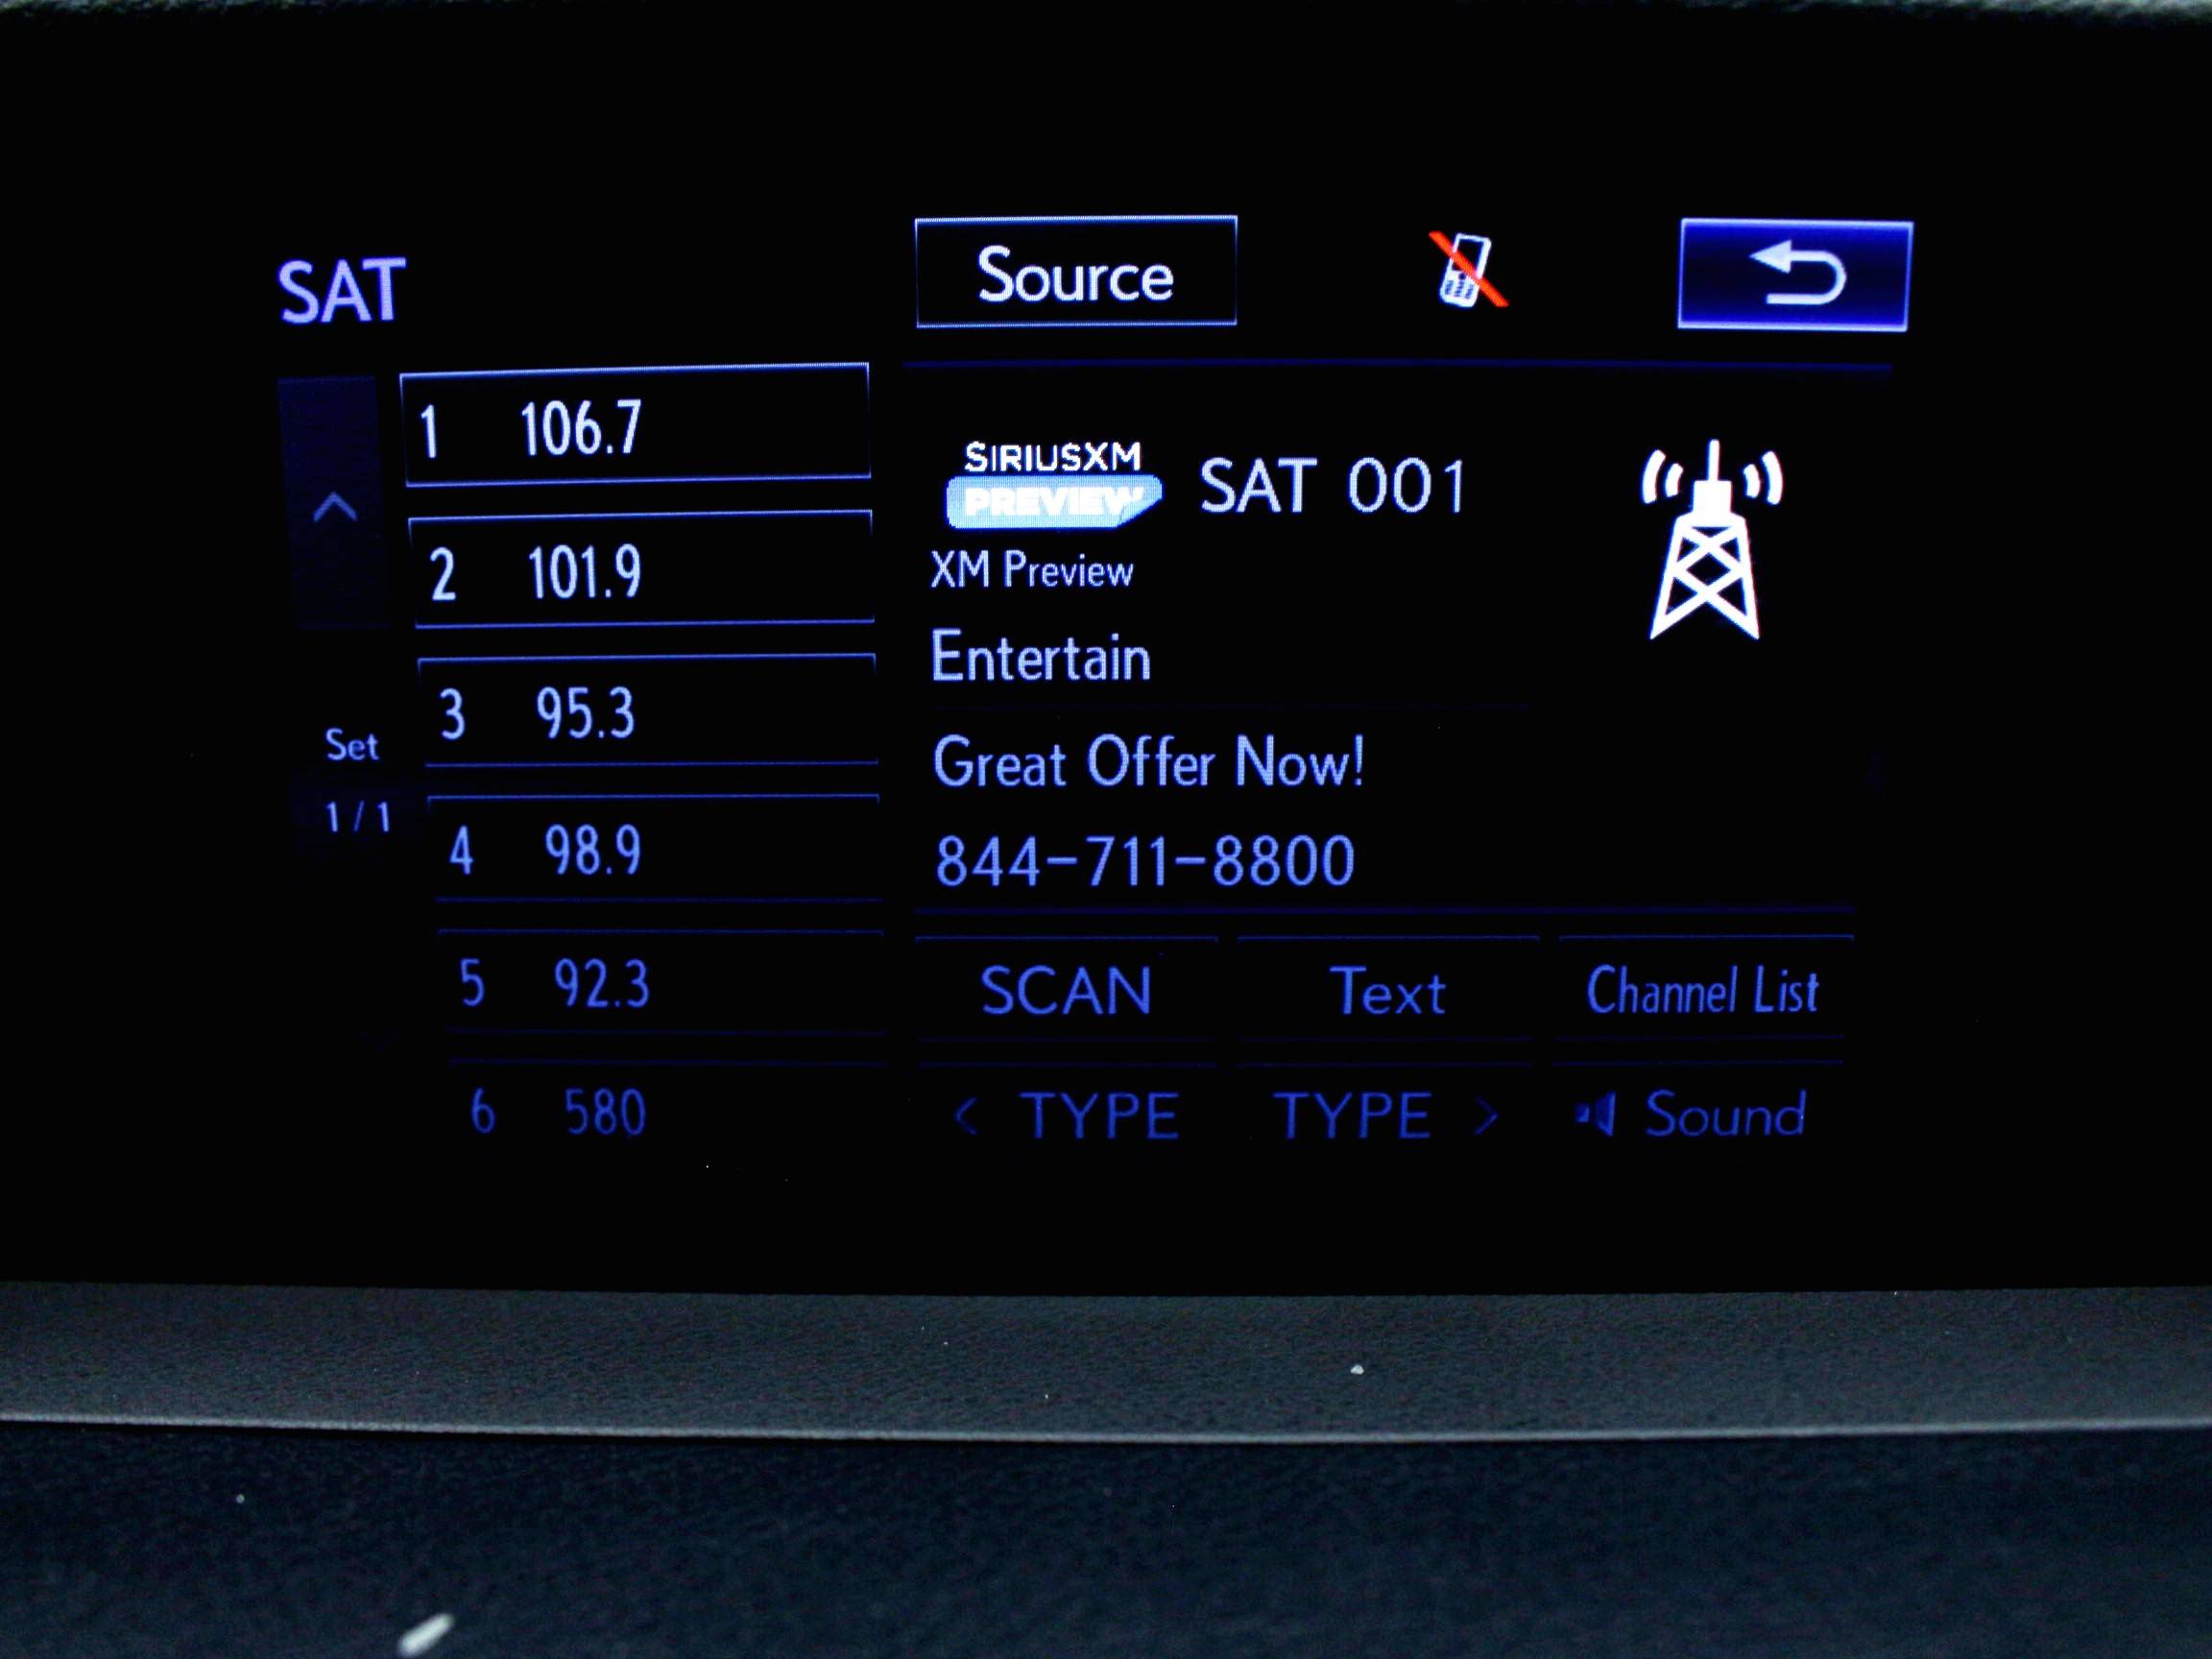 SAT
Source
1 106.7
2 101.9
3 95.3
4 98.9
5 92.3
6 580
Set
1/1
SIRIUSXM
PREVIEW
SAT 001
XM Preview
Entertain
Great Offer Now!
844-711-8800
SCAN Text Channel List
< TYPE TYPE > Sound